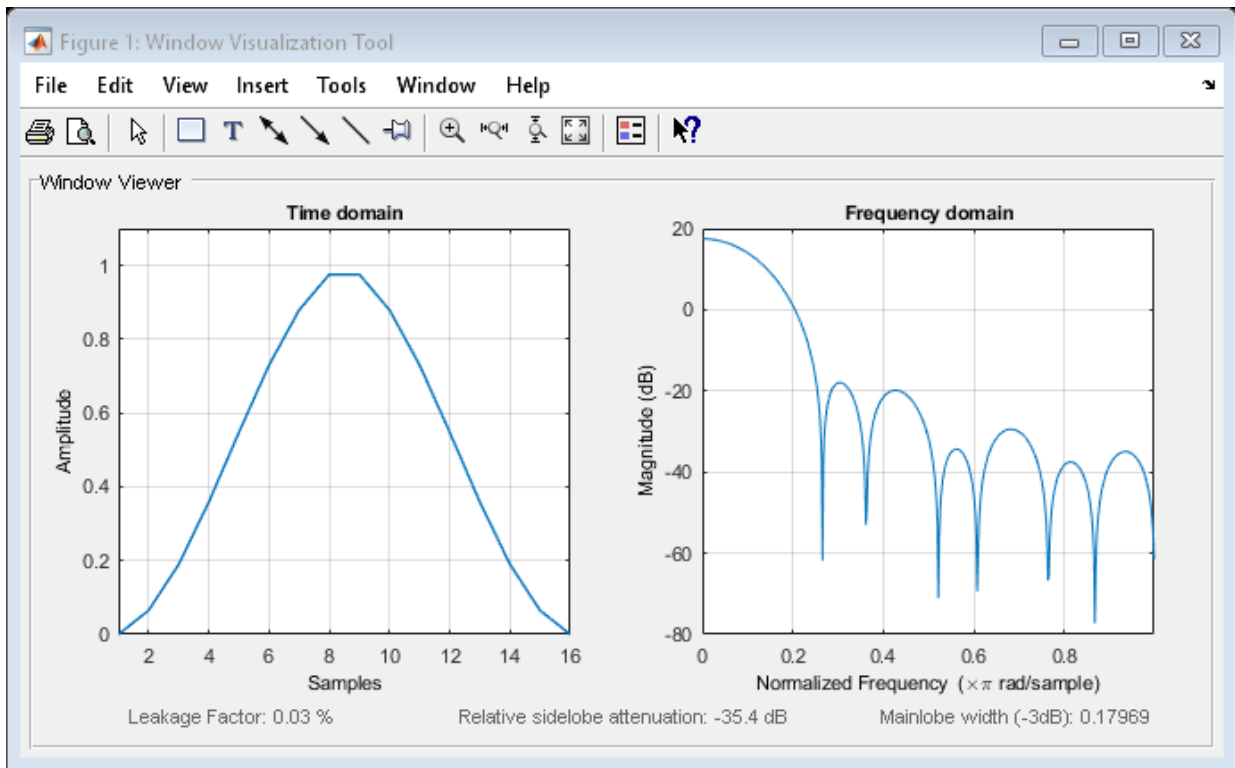 Figure 1: Window Visualization Tool
File Edit View Insert Tools Window Help
T ?
Window Viewer
Time domain
1
0.8
0.6
0.4
0.2
0
Amplitude
2 4 6 8 10 12 14 16
Samples
Frequency domain
20
0
-20
-40
-60
-80
Magnitude (dB)
0 0.2 0.4 0.6 0.8
Normalized Frequency (×π rad/sample)
Leakage Factor: 0.03 % Relative sidelobe attenuation: -35.4 dB Mainlobe width (-3dB): 0.17969